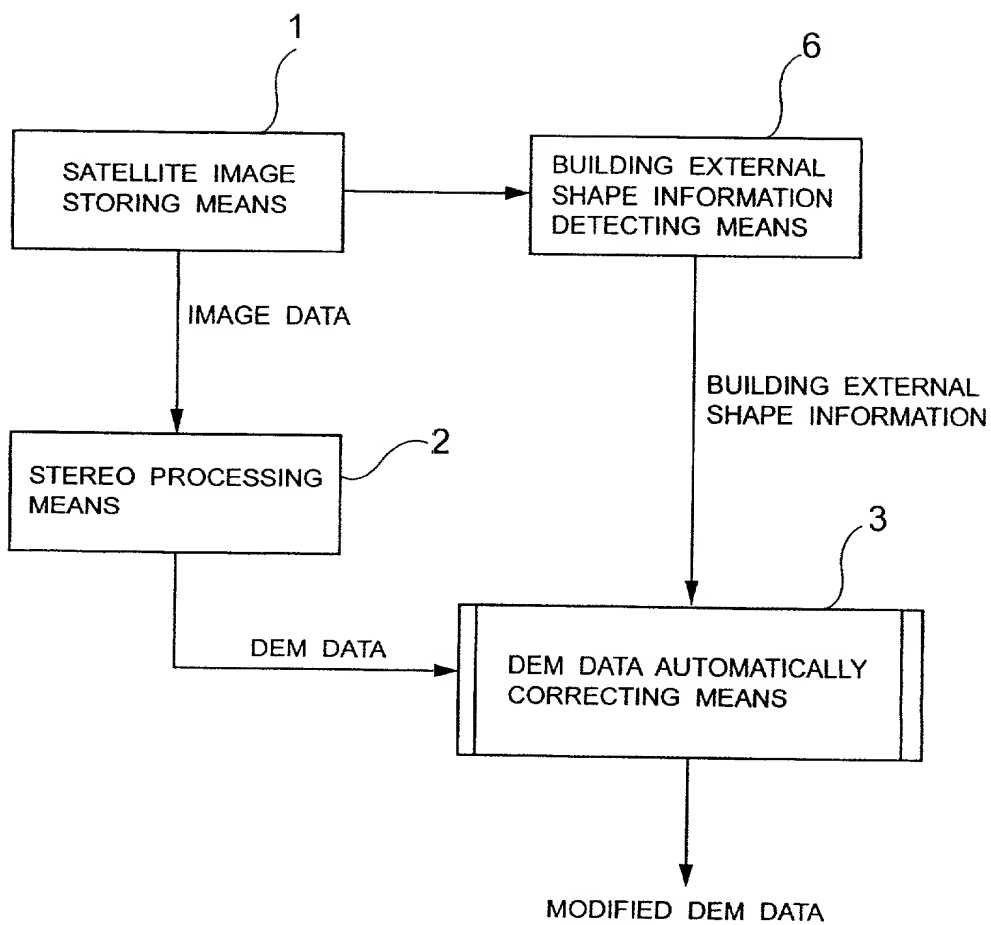 1
6
SATELLITE IMAGE
STORING MEANS
BUILDING EXTERNAL
SHAPE INFORMATION
DETECTING MEANS
IMAGE DATA
BUILDING EXTERNAL
SHAPE INFORMATION
2
STEREO PROCESSING
MEANS
3
DEM DATA
DEM DATA AUTOMATICALLY
CORRECTING MEANS
MODIFIED DEM DATA